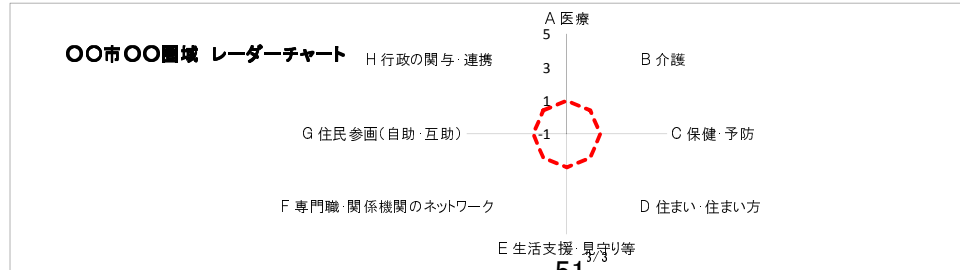 A 医療
5
〇〇市〇〇圏域 レーダーチャート
H 行政の関与・連携
B 介護
3
1
G 住民参画(自助・互助)
-1
C 保健・予防
F 専門職・関係機関のネットワーク
D 住まい・住まい方
E 生活支援・見守り等
3/3
51